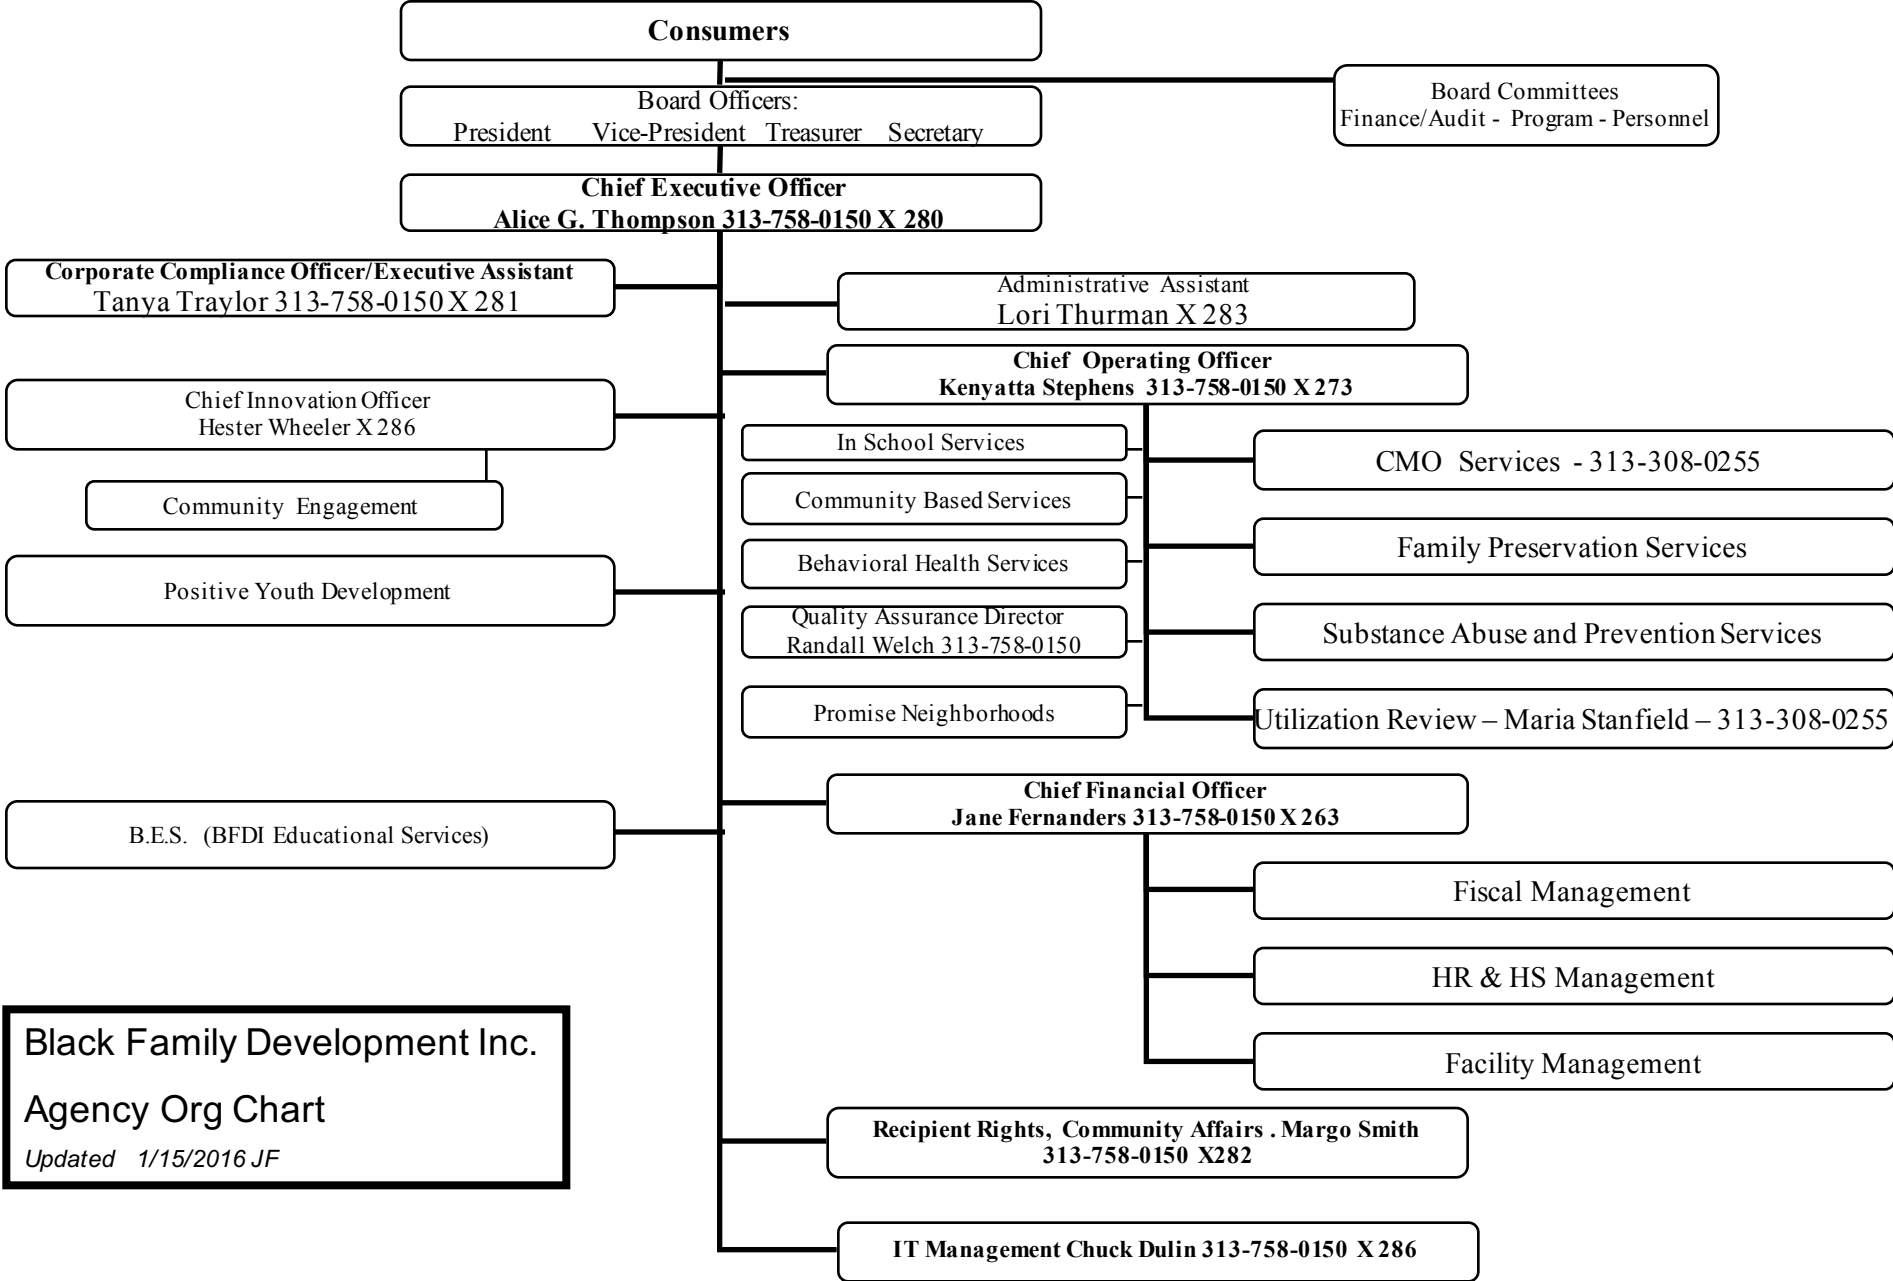 Consumers
Board Officers:
President Vice-President Treasurer Secretary
Board Committees
Finance/Audit - Program - Personnel
Chief Executive Officer
Alice G. Thompson 313-758-0150 X 280
Corporate Compliance Officer/Executive Assistant
Tanya Traylor 313-758-0150 X 281
Administrative Assistant
Lori Thurman X 283
Chief Operating Officer
Kenyatta Stephens 313-758-0150 X 273
Chief Innovation Officer
Hester Wheeler X 286
Community Engagement
Positive Youth Development
In School Services
Community Based Services
Behavioral Health Services
Quality Assurance Director
Randall Welch 313-758-0150
Promise Neighborhoods
CMO Services - 313-308-0255
Family Preservation Services
Substance Abuse and Prevention Services
Utilization Review – Maria Stanfield – 313-308-0255
B.E.S. (BFDI Educational Services)
Chief Financial Officer
Jane Fernanders 313-758-0150 X 263
Fiscal Management
HR & HS Management
Facility Management
Recipient Rights, Community Affairs . Margo Smith
313-758-0150 X282
IT Management Chuck Dulin 313-758-0150 X 286
Black Family Development Inc.
Agency Org Chart
Updated 1/15/2016 JF